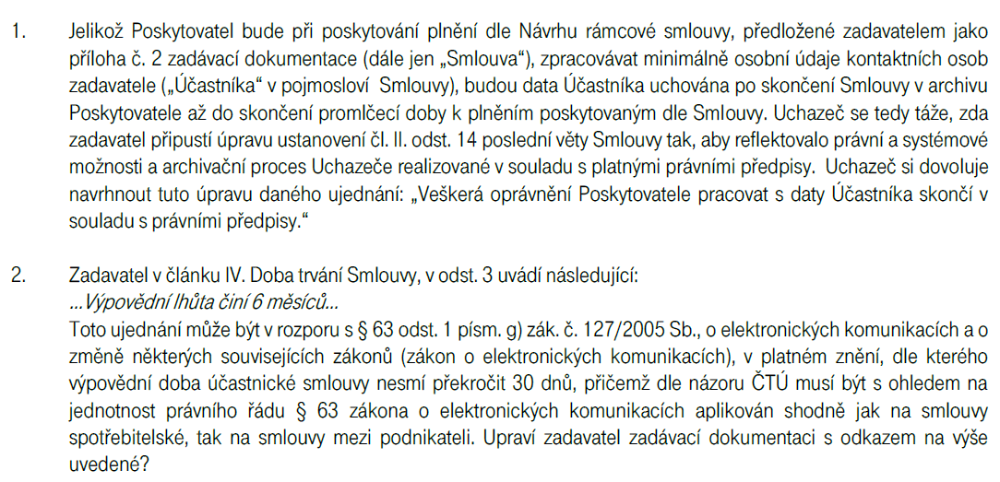 1. Jelikož Poskytovatel bude při poskytování plnění dle Návrhu rámcové smlouvy, předložené zadavatelem jako
příloha č. 2 zadávací dokumentace (dále jen „Smlouva“), zpracovávat minimálně osobní údaje kontaktních osob
zadavatele („Účastníka“ v pojmosloví Smlouvy), budou data Účastníka uchována po skončení Smlouvy v archivu
Poskytovatele až do skončení promlčecí doby k plněním poskytovaným dle Smlouvy. Uchazeč se tedy táže, zda
zadavatel připustí úpravu ustanovení čl. II. odst. 14 poslední věty Smlouvy tak, aby reflektovalo právní a systémové
možnosti a archivační proces Uchazeče realizované v souladu s platnými právními předpisy. Uchazeč si dovoluje
navrhnout tuto úpravu daného ujednání: „Veškerá oprávnění Poskytovatele pracovat s daty Účastníka skončí v
souladu s právními předpisy.“
2. Zadavatel v článku IV. Doba trvání Smlouvy, v odst. 3 uvádí následující:
...Výpovědní lhůta činí 6 měsíců...
Toto ujednání může být v rozporu s § 63 odst. 1 písm. g) zák. č. 127/2005 Sb., o elektronických komunikacích a o
změně některých souvisejících zákonů (zákon o elektronických komunikacích), v platném znění, dle kterého
výpovědní doba účastnické smlouvy nesmí překročit 30 dnů, přičemž dle názoru ČTÚ musí být s ohledem na
jednotnost právního řádu § 63 zákona o elektronických komunikacích aplikován shodně jak na smlouvy
spotřebitelské, tak na smlouvy mezi podnikateli. Upraví zadavatel zadávací dokumentaci s odkazem na výše
uvedené?